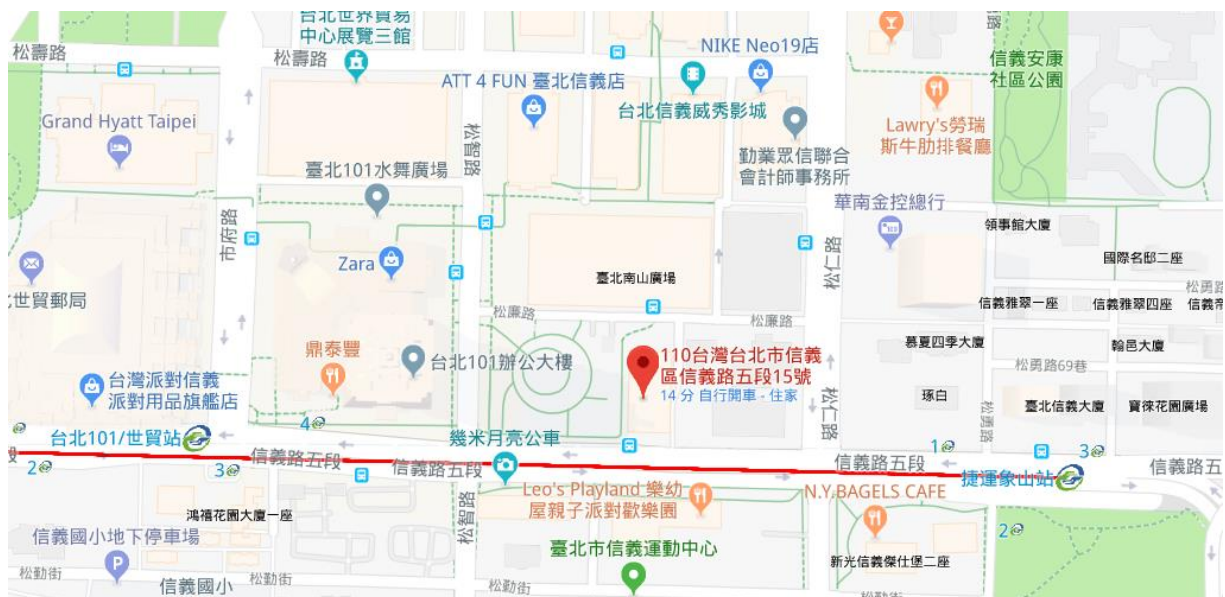 台北世界貿易
中心展覽三館
松壽路
松壽路
NIKE Neo19店
信義安康
社區公園
ATT 4 FUN 臺北信義店
台北信義威秀影城
Grand Hyatt Taipei
Lawry's勞瑞
斯牛肋排餐廳
松智路
勤業眾信聯合
會計師事務所
臺北101水舞廣場
華南金控總行
市府路
領事館大廈
松仁路
國際名邸二座
Zara
臺北南山廣場
世貿郵局
松勇路
信義雅翠一座
信義雅翠四座
信義帝
松廉路
松廉路
鼎泰豐
台北101辦公大樓
110台灣台北市信義
區信義路五段15號
14 分 自行開車 - 住家
慕夏四季大廈
翰邑大廈
松勇路69巷
台灣派對信義
派對用品旗艦店
琢白
臺北信義大廈
寶徠花園廣場
松仁路
松勇路
4
台北101/世貿站
幾米月亮公車
1
3
段
2
3
信義路五段
信義路五段
信義路五段
信義路五
捷運象山站
Leo's Playland 樂幼
屋親子派對歡樂園
N.Y.BAGELS CAFE
鴻禧花園大廈一座
松智路
信義國小地下停車場
2
臺北市信義運動中心
新光信義傑仕堡二座
松勤街
信義國小
松勤街
松勤街
松勤街